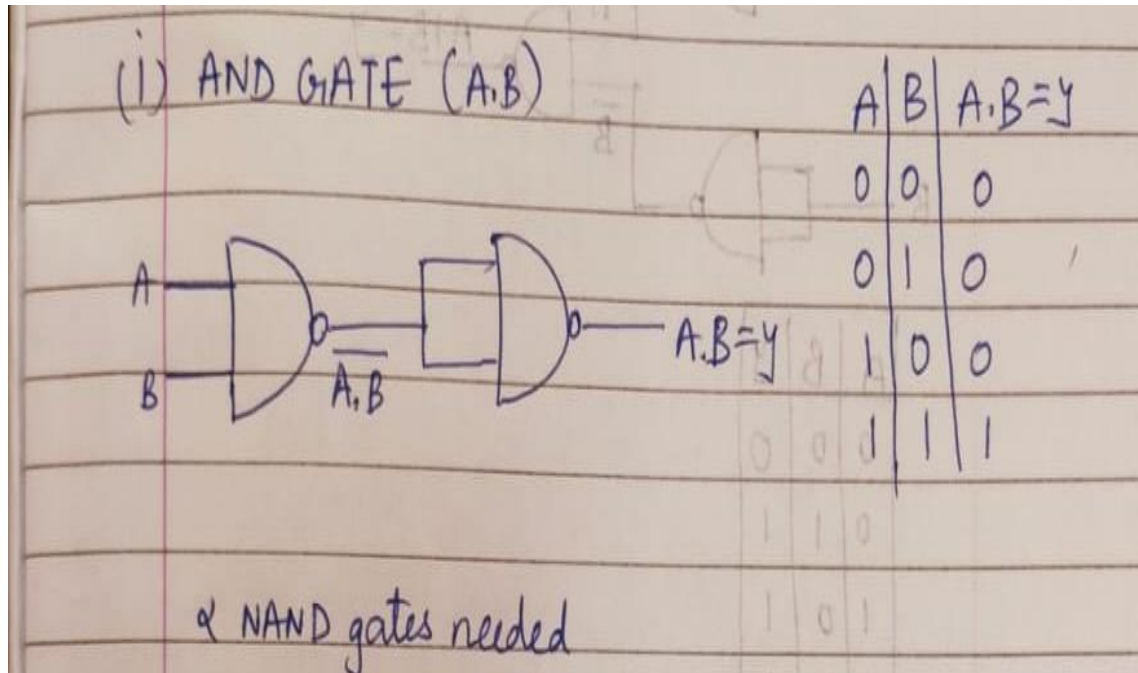 (i) AND GATE (A.B)
A B A.B=y
0 0 0
0 1 0
A
1 0 0
A.B=y
B
A̅.̅B̅
1 1 1
2 NAND gates needed